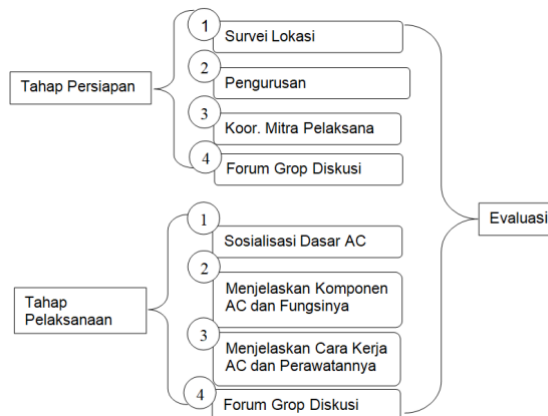 Tahap Persiapan
1
Survei Lokasi
2
Pengurusan
3
Koor. Mitra Pelaksana
4
Forum Grop Diskusi
Tahap
Pelaksanaan
1
Sosialisasi Dasar AC
2
Menjelaskan Komponen
AC dan Fungsinya
3
Menjelaskan Cara Kerja
AC dan Perawatannya
4
Forum Grop Diskusi
Evaluasi